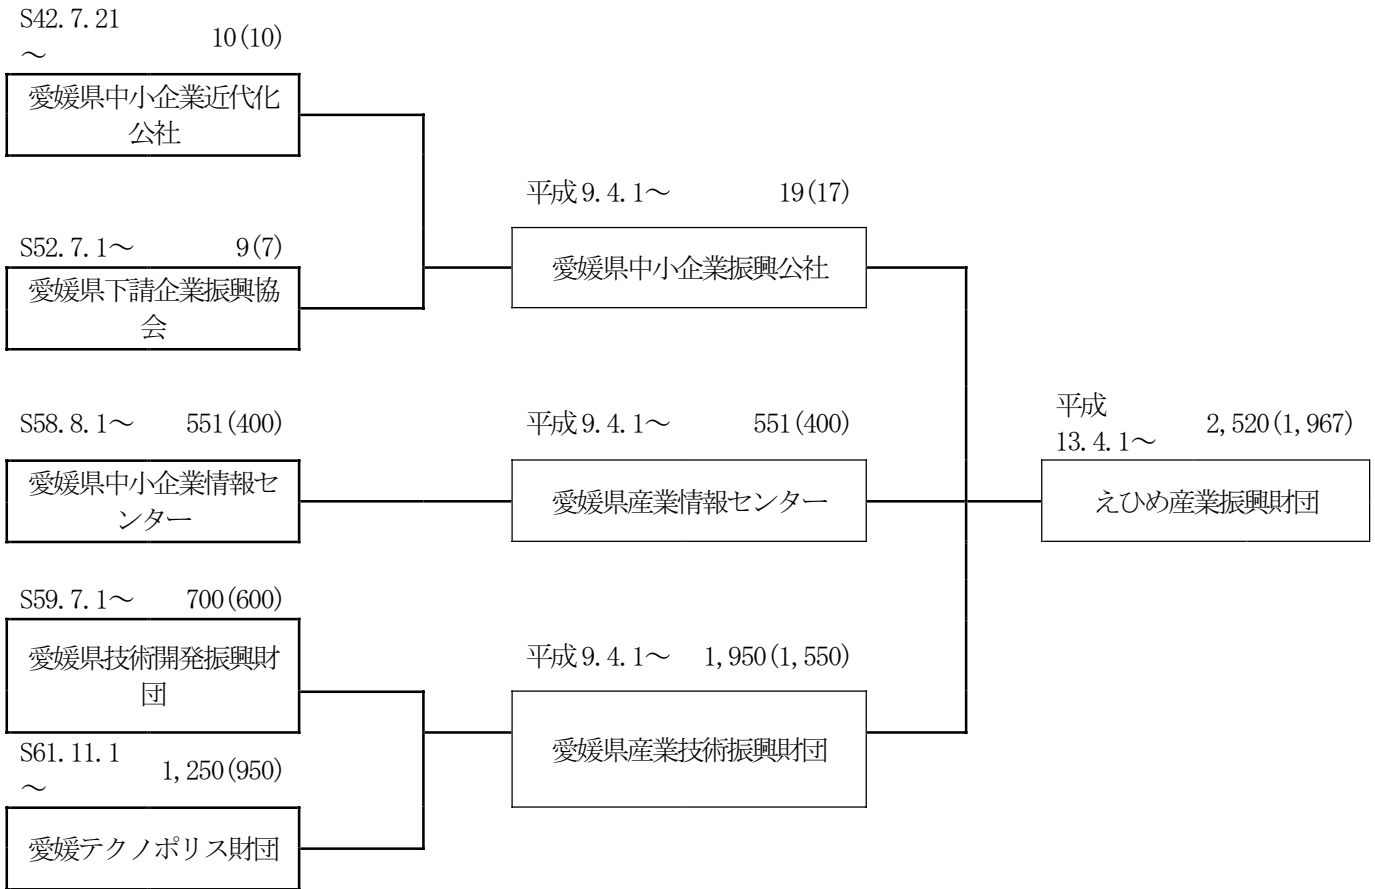 S42.7.21
～
10(10)
愛媛県中小企業近代化
公社
S52.7.1～ 9(7)
愛媛県下請企業振興協
会
平成9.4.1～ 19(17)
愛媛県中小企業振興公社
S58.8.1～ 551(400)
愛媛県中小企業情報セ
ンター
平成9.4.1～ 551(400)
愛媛県産業情報センター
平成
13.4.1～
2,520(1,967)
えひめ産業振興財団
S59.7.1～ 700(600)
愛媛県技術開発振興財
団
S61.11.1
～
1,250(950)
愛媛テクノポリス財団
平成9.4.1～ 1,950(1,550)
愛媛県産業技術振興財団